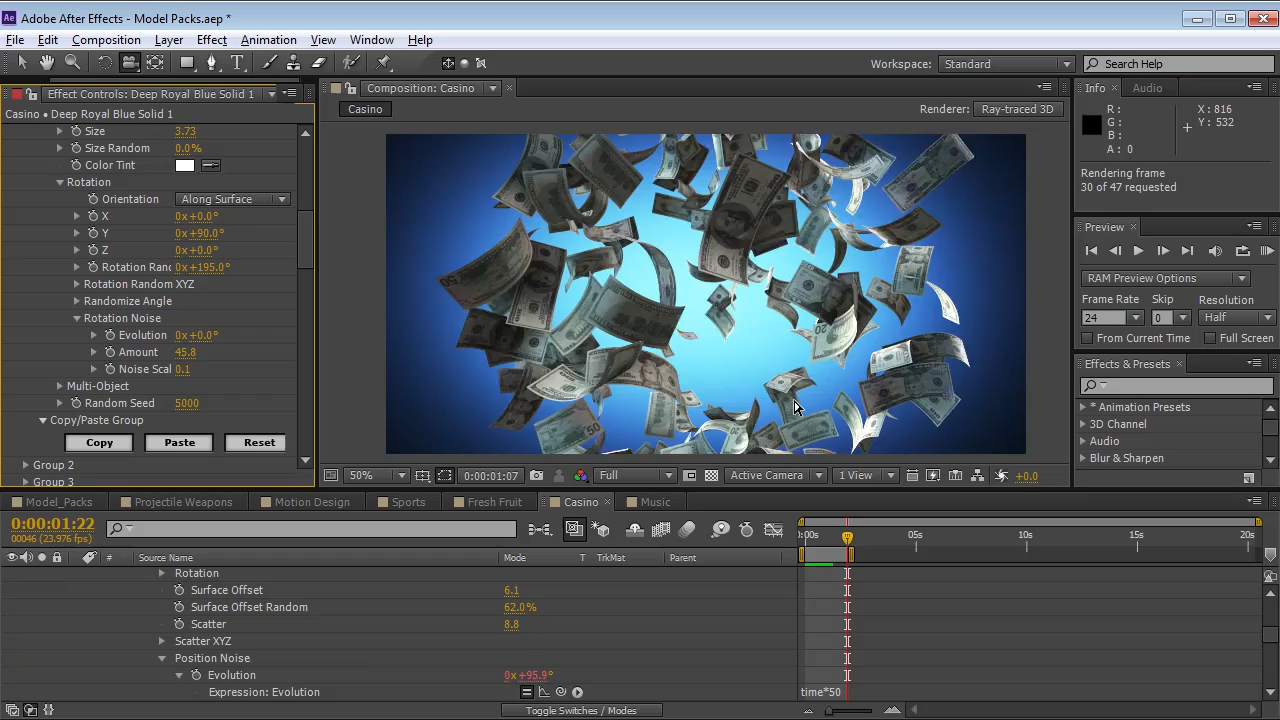 Adobe After Effects - Model Packs.aep *
File Edit Composition Layer Effect Animation View Window Help
Workspace: Standard Search Help
Effect Controls: Deep Royal Blue Solid 1
Casino • Deep Royal Blue Solid 1
Size 3.73
Size Random 0.0%
Color Tint
Rotation
Orientation Along Surface
X 0x+0.0°
Y 0x+90.0°
Z 0x+0.0°
Rotation Ranc 0x+195.0°
Rotation Random XYZ
Randomize Angle
Rotation Noise
Evolution 0x+0.0°
Amount 45.8
Noise Scal 0.1
Multi-Object
Random Seed 5000
Copy/Paste Group
Copy Paste Reset
Group 2
Group 3
Composition: Casino
Casino
Renderer: Ray-traced 3D
50% 0:00:01:07 Full Active Camera 1 View +0.0
Info Audio
R: X: 816
G: Y: 532
B:
A: 0
Rendering frame
30 of 47 requested
Preview
RAM Preview Options
Frame Rate Skip Resolution
24 0 Half
From Current Time Full Screen
Effects & Presets
* Animation Presets
3D Channel
Audio
Blur & Sharpen
Model_Packs Projectile Weapons Motion Design Sports Fresh Fruit Casino Music
0:00:01:22
00046 (23.976 fps)
0:00s 05s 10s 15s 20s
# Source Name Mode T TrkMat Parent
Rotation
Surface Offset 6.1
Surface Offset Random 62.0%
Scatter 8.8
Scatter XYZ
Position Noise
Evolution 0x+95.9°
Expression: Evolution time*50
Toggle Switches / Modes